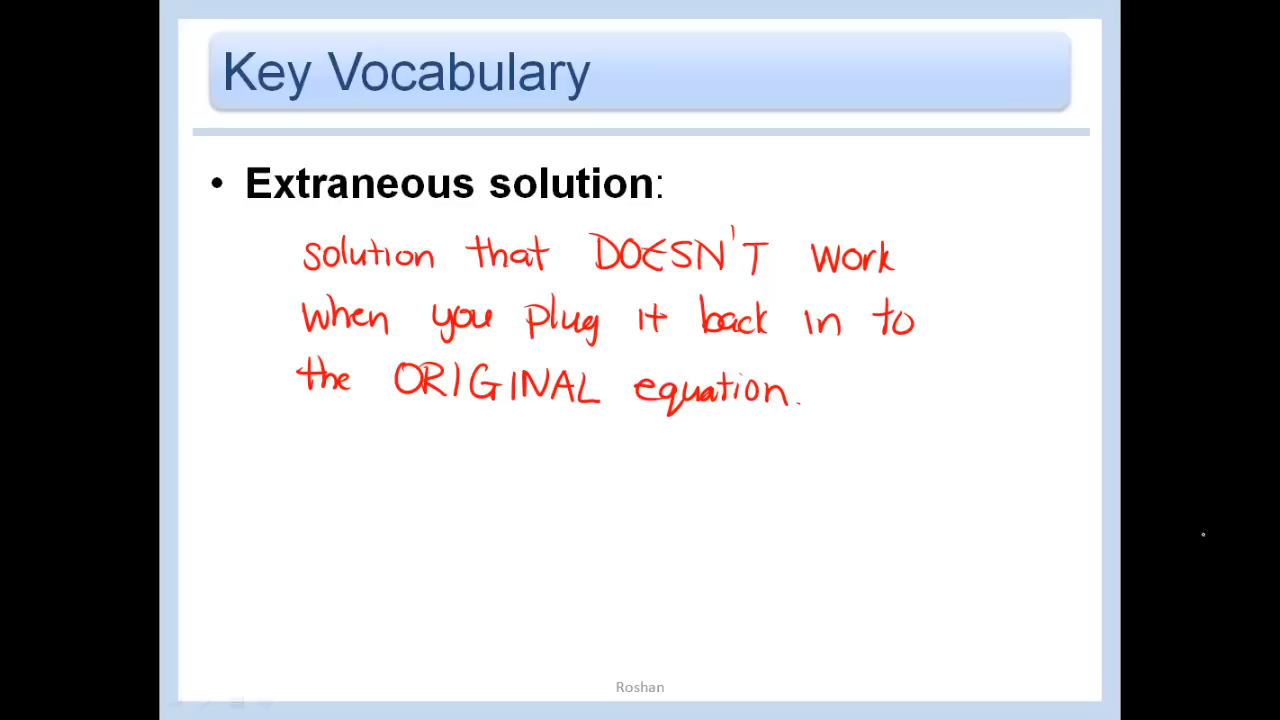 Key Vocabulary
• Extraneous solution:
solution that DOESN'T work
when you plug it back in to
the ORIGINAL equation.
Roshan